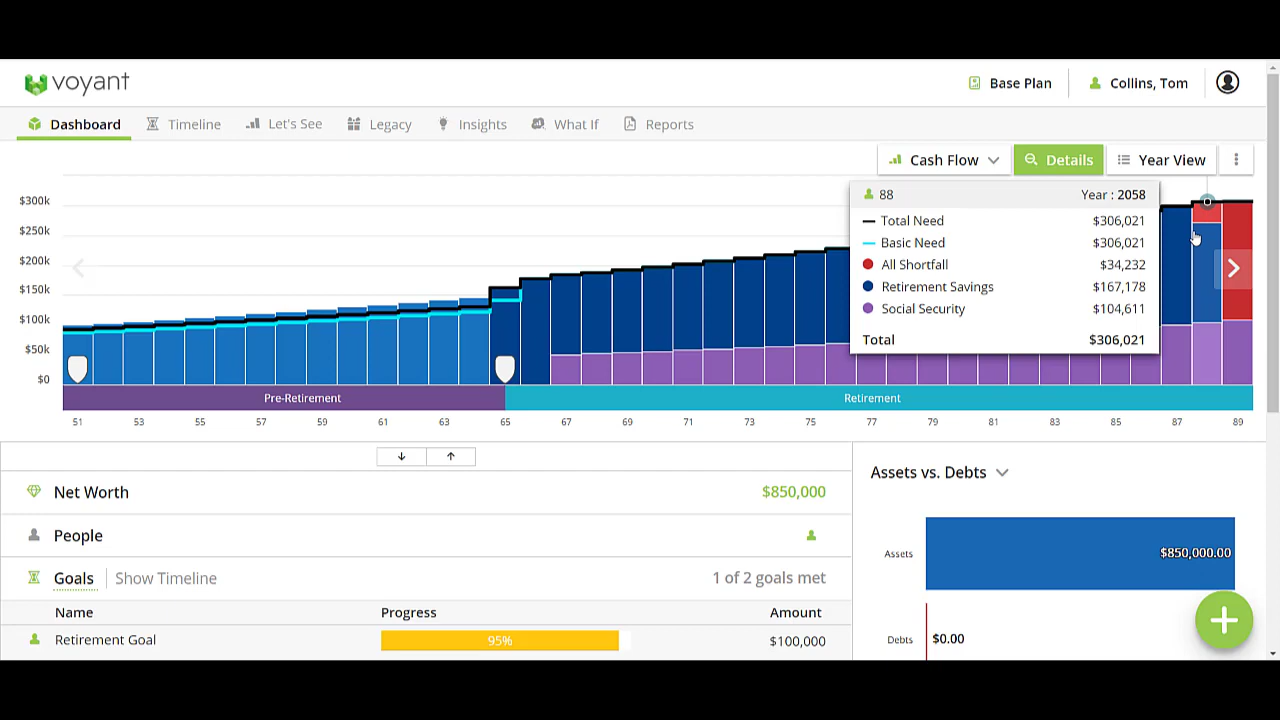 voyant
Base Plan
Collins, Tom
Dashboard Timeline Let's See Legacy Insights What If Reports
Cash Flow Details Year View
$300k
$250k
$200k
$150k
$100k
$50k
$0
88 Year : 2058
Total Need $306,021
Basic Need $306,021
All Shortfall $34,232
Retirement Savings $167,178
Social Security $104,611
Total $306,021
Pre-Retirement Retirement
51 53 55 57 59 61 63 65 67 69 71 73 75 77 79 81 83 85 87 89
Net Worth $850,000
People
Goals Show Timeline 1 of 2 goals met
Name Progress Amount
Retirement Goal 95% $100,000
Assets vs. Debts
Assets $850,000.00
Debts $0.00